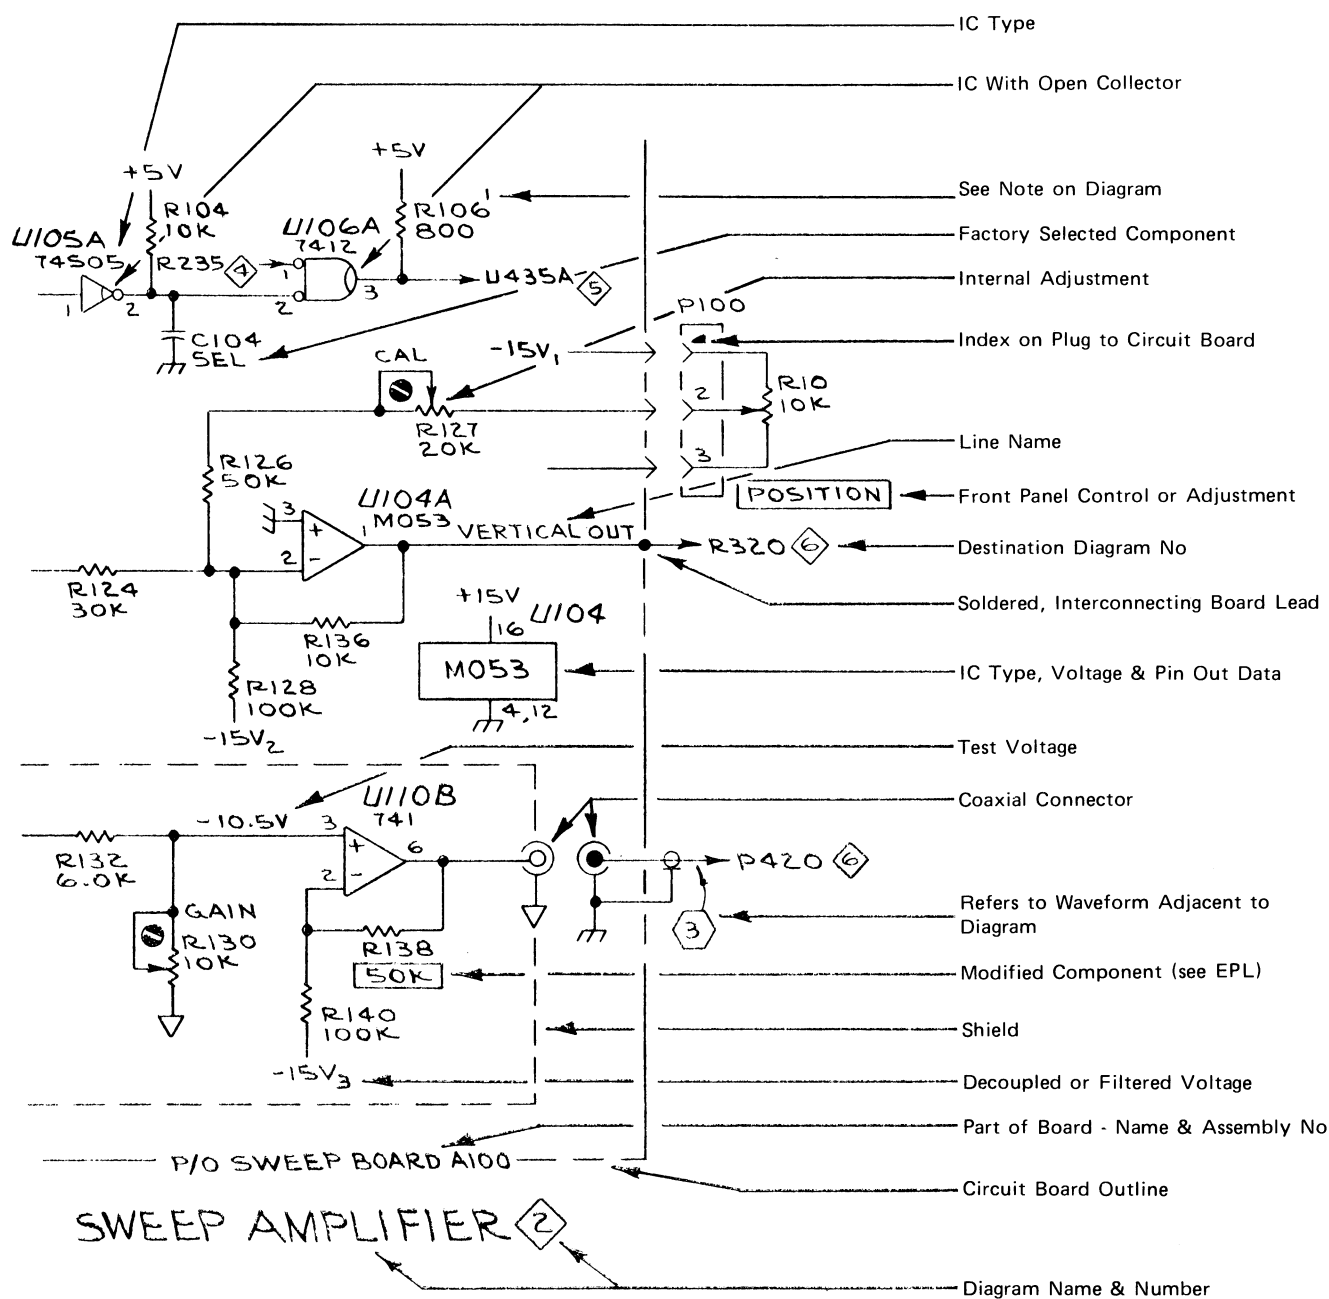 IC Type
IC With Open Collector
+5V
+5V
See Note on Diagram
R104
10K
U106A
7412
R106¹
800
Factory Selected Component
U105A
74S05
R235 4
1
3
U435A 5
Internal Adjustment
1
2
2
P100
C104
SEL
-15V₁
Index on Plug to Circuit Board
CAL
R10
10K
2
R127
20K
Line Name
R126
50K
3
U104A
M053
POSITION
Front Panel Control or Adjustment
3
+
1
VERTICAL OUT
R320 6
Destination Diagram No
2
-
R124
30K
+15V
U104
16
Soldered, Interconnecting Board Lead
R136
10K
M053
IC Type, Voltage & Pin Out Data
R128
100K
4,12
-15V₂
Test Voltage
U110B
741
Coaxial Connector
-10.5V
3
+
6
R132
6.0K
P420 6
2
-
GAIN
R130
10K
Refers to Waveform Adjacent to
Diagram
3
R138
50K
Modified Component (see EPL)
R140
100K
Shield
-15V₃
Decoupled or Filtered Voltage
Part of Board - Name & Assembly No
P/O SWEEP BOARD A100
Circuit Board Outline
SWEEP AMPLIFIER 2
Diagram Name & Number